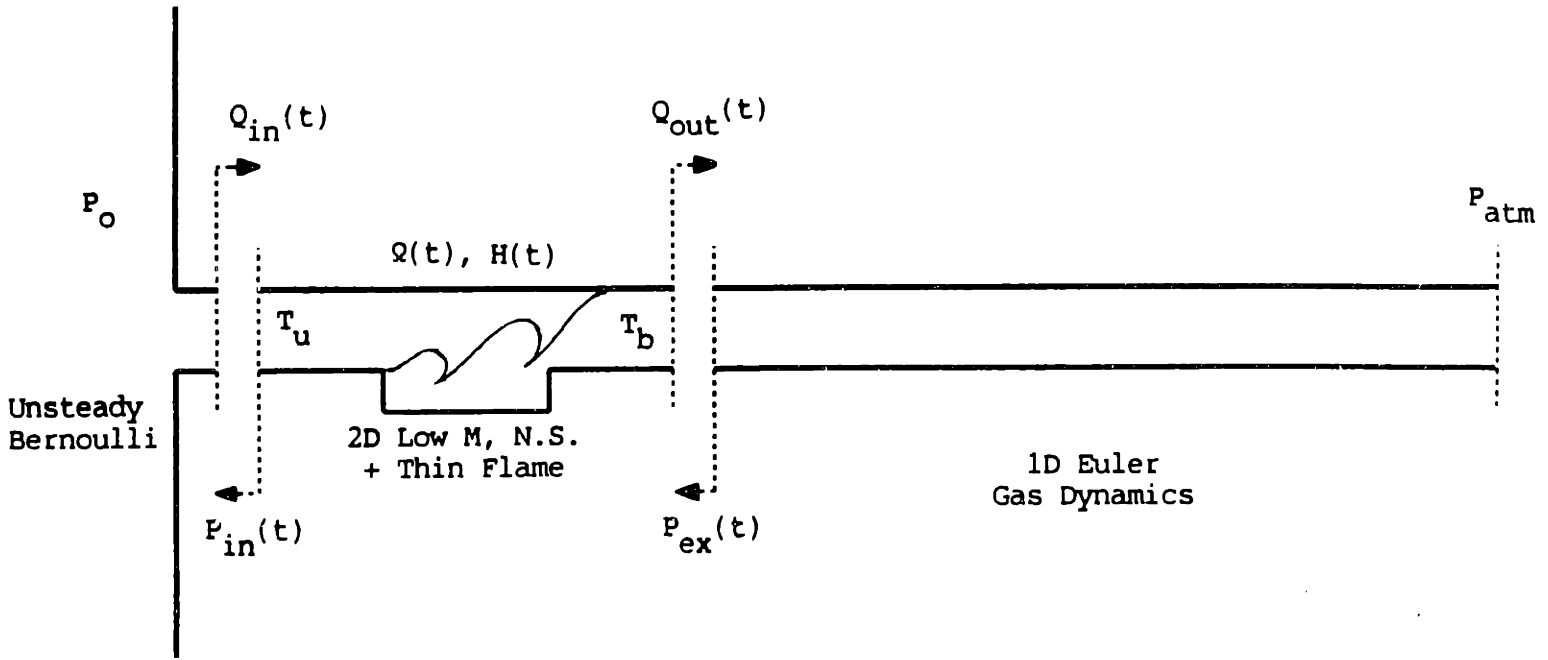 Q_in(t)
Q_out(t)
P_o
P_atm
Ω(t), H(t)
T_u
T_b
Unsteady
Bernoulli
2D Low M, N.S.
+ Thin Flame
1D Euler
Gas Dynamics
P_in(t)
P_ex(t)